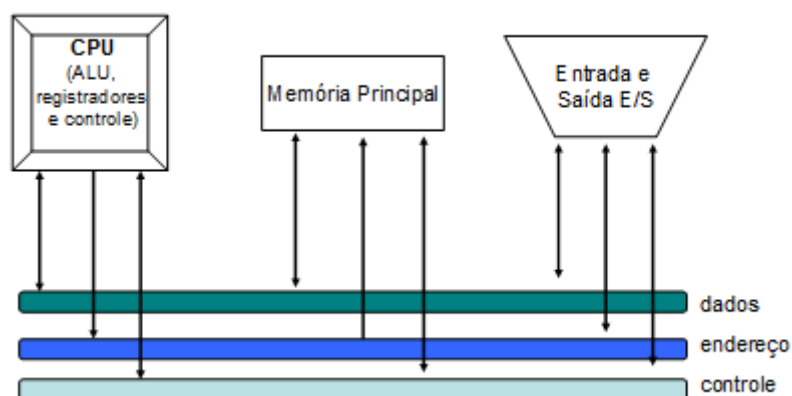 CPU
(ALU,
registradores
e controle)
Memória Principal
Entrada e
Saída E/S
dados
endereço
controle